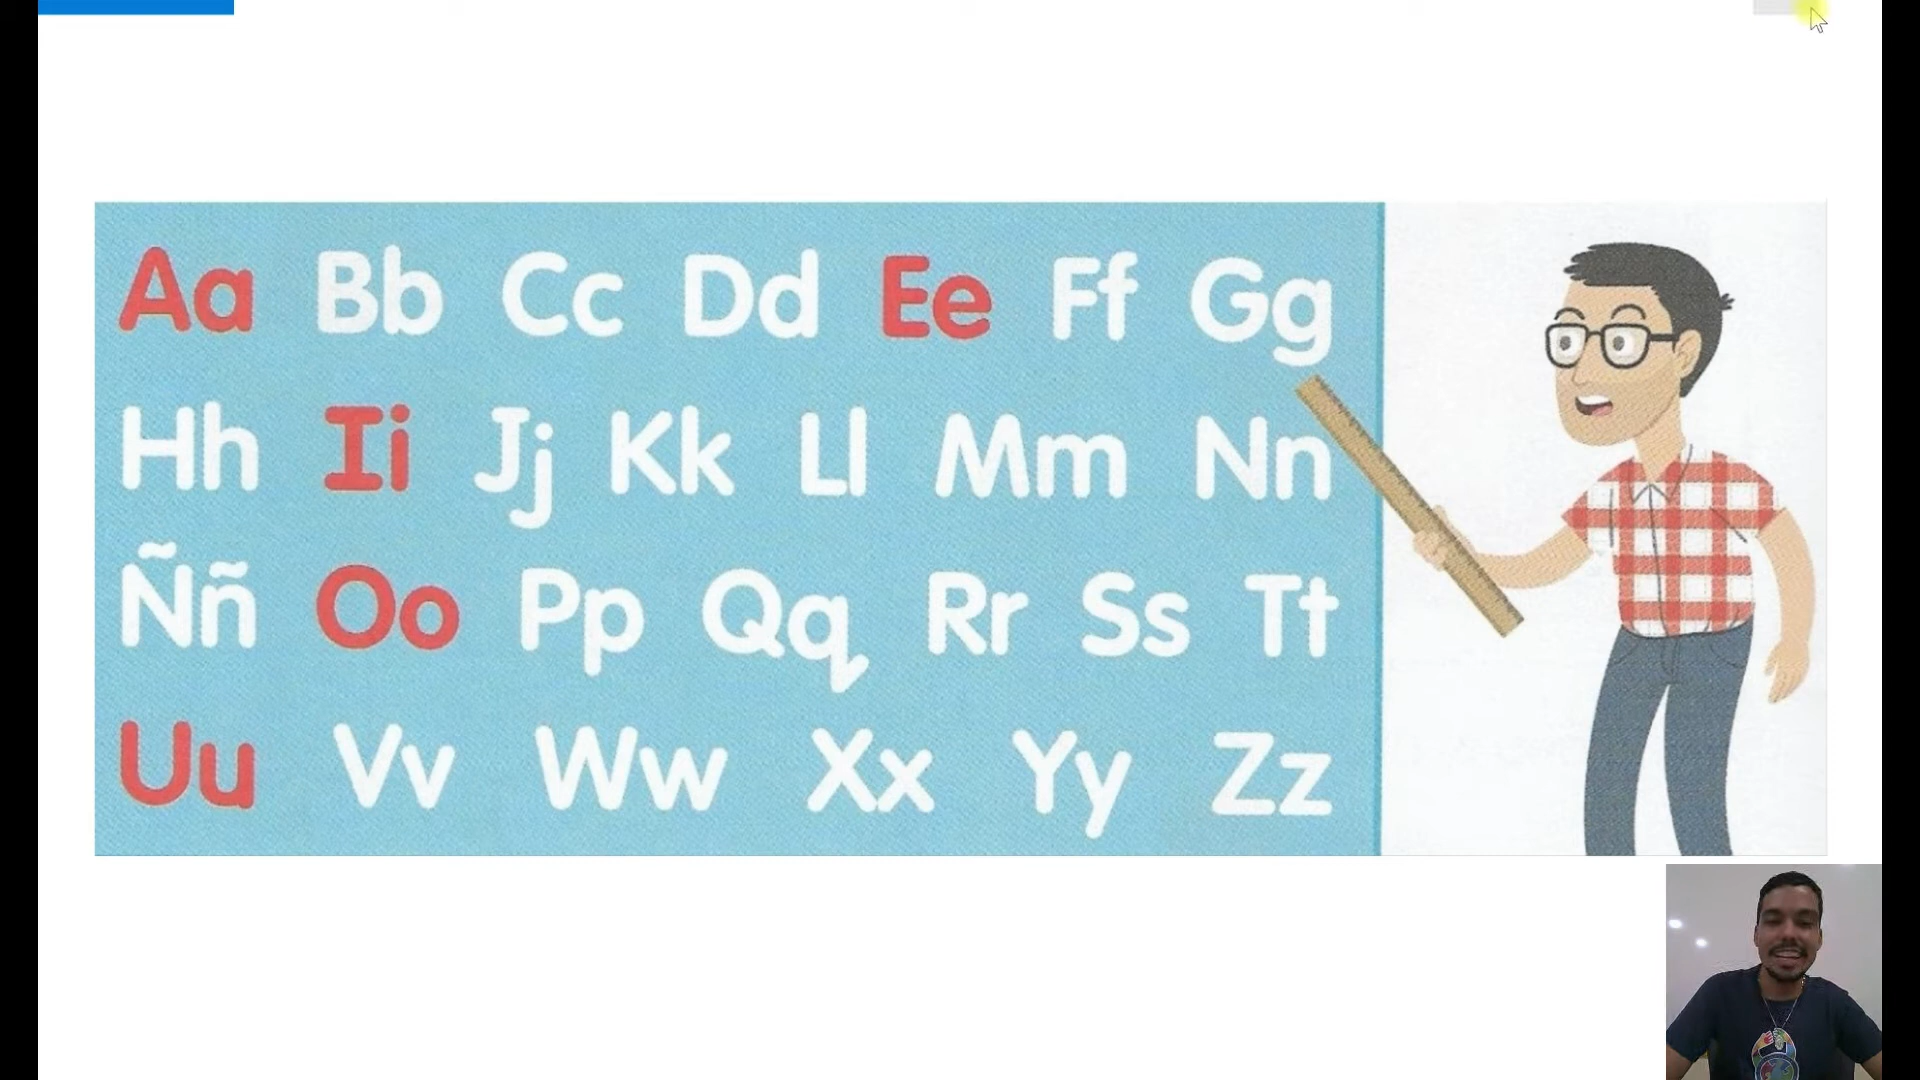 Aa Bb Cc Dd Ee Ff Gg
Hh Ii Jj Kk Ll Mm Nn
Ññ Oo Pp Qq Rr Ss Tt
Uu Vv Ww Xx Yy Zz